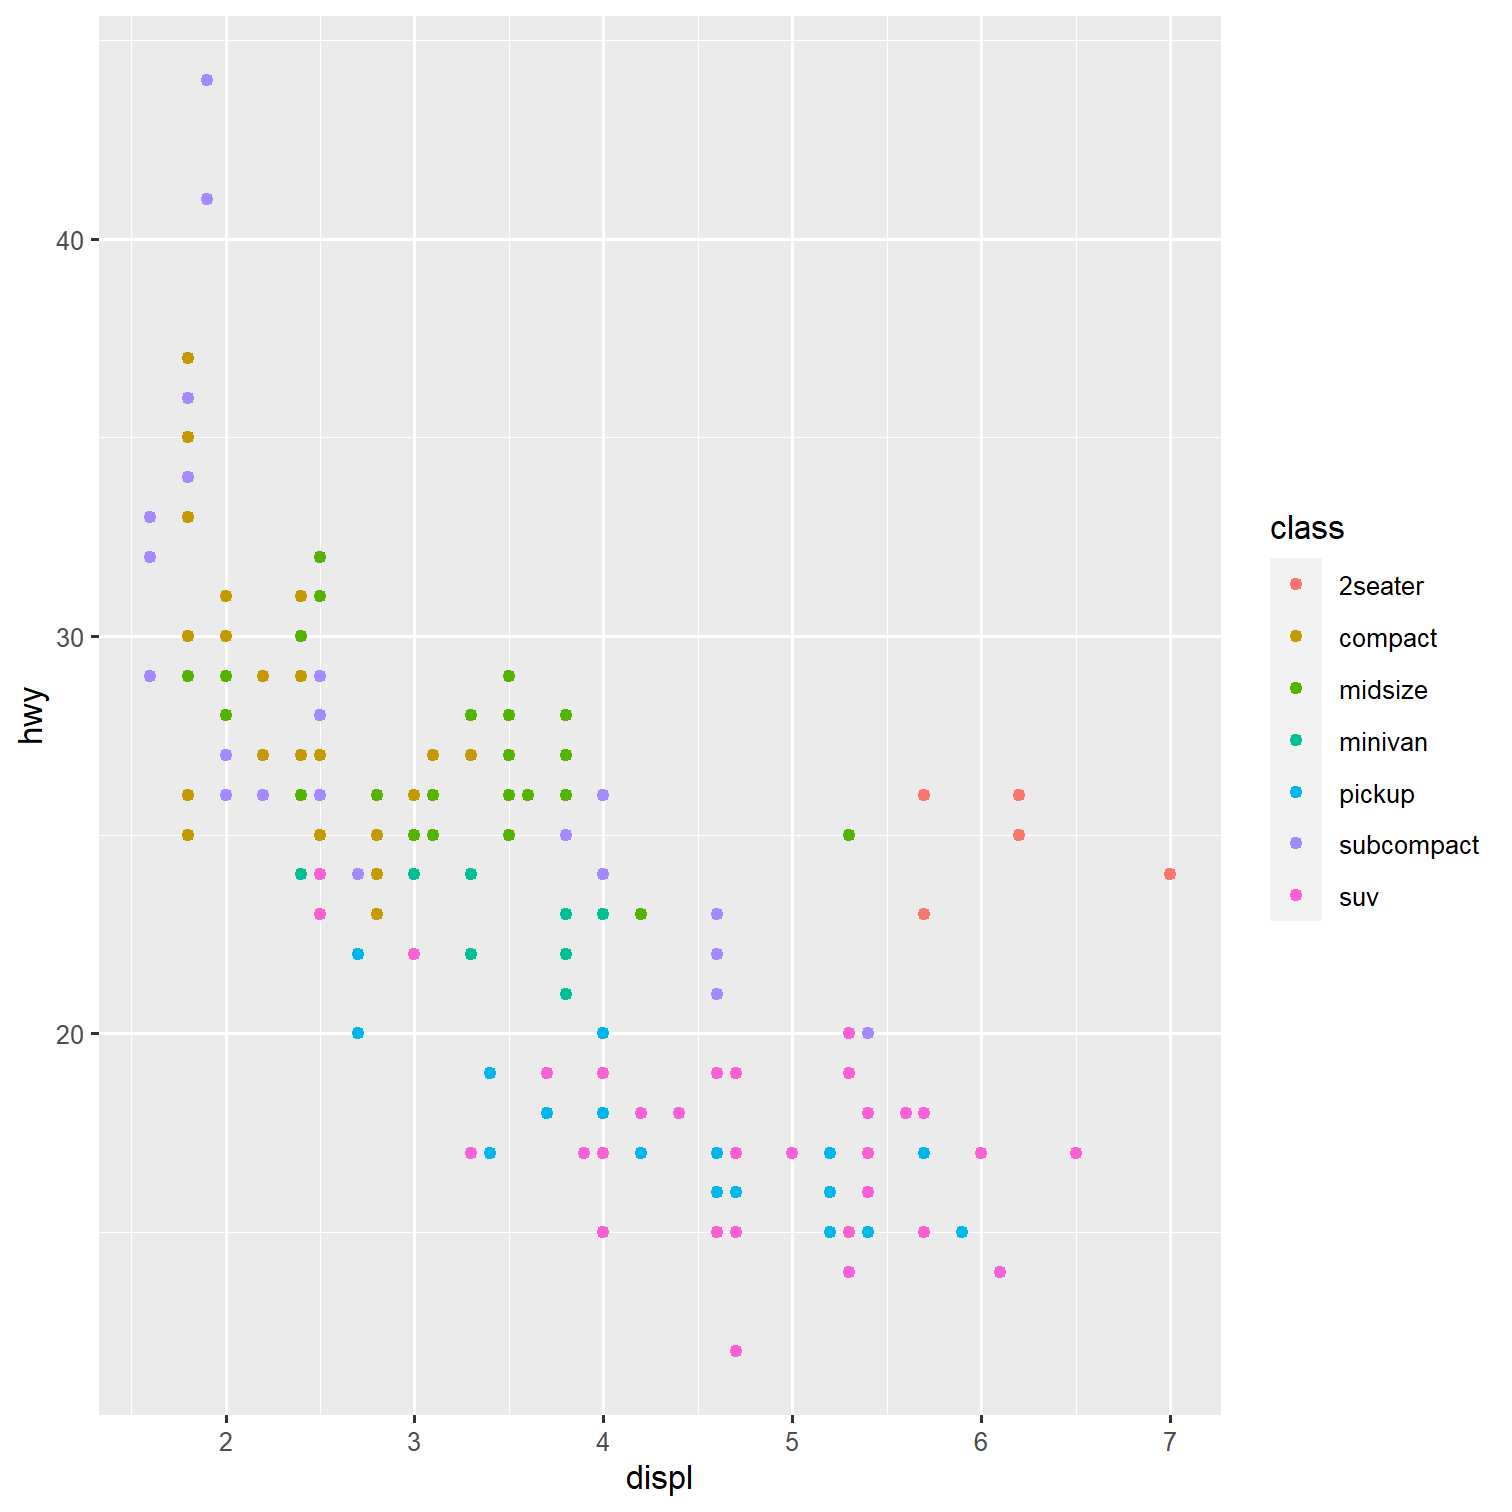 40
30
20
hwy
2
3
4
5
6
7
displ
class
2seater
compact
midsize
minivan
pickup
subcompact
suv